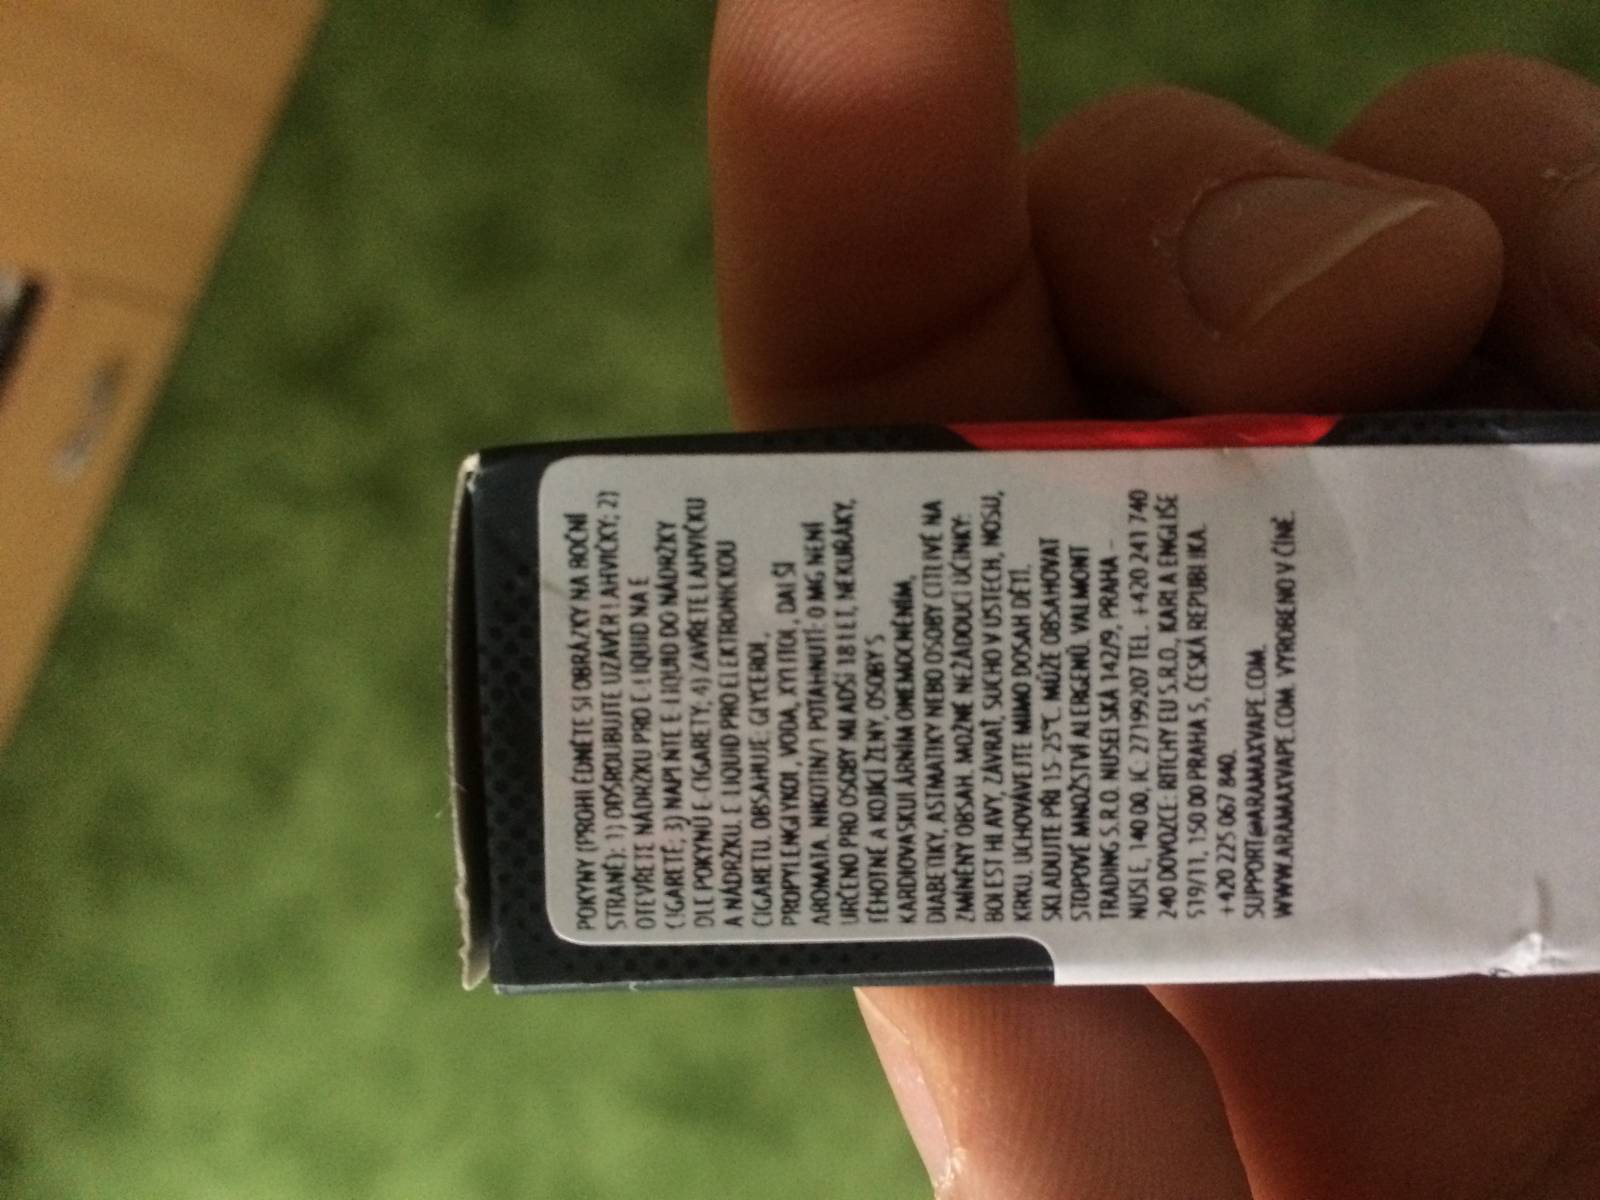 POKYNY (PROHLÉDNĚTE SI OBRÁZKY NA BOČNÍ
STRANĚ): 1) ODŠROUBUJTE UZÁVĚR LAHVIČKY; 2)
OTEVŘETE NÁDRŽKU PRO E-LIQUID NA E
CIGARETĚ; 3) NAPLŇTE E-LIQUID DO NÁDRŽKY
DLE POKYNŮ E-CIGARETY; 4) ZAVŘETE LAHVIČKU
A NÁDRŽKU. E-LIQUID PRO ELEKTRONICKOU
CIGARETU. OBSAHUJE: GLYCEROL,
PROPYLENGLYKOL, VODA, XYLITOL, DALŠÍ
AROMATA. NIKOTIN/1 POTÁHNUTÍ: 0 MG NENÍ
URČENO PRO OSOBY MLADŠÍ 18 LET, NEKUŘÁKY,
TĚHOTNÉ A KOJÍCÍ ŽENY, OSOBY S
KARDIOVASKULÁRNÍM ONEMOCNĚNÍM,
DIABETIKY, ASTMATIKY NEBO OSOBY CITLIVÉ NA
ZMÍNĚNÝ OBSAH. MOŽNÉ NEŽÁDOUCÍ ÚČINKY:
BOLEST HLAVY, ZÁVRAŤ, SUCHO V ÚSTECH, NOSU,
KRKU. UCHOVÁVEJTE MIMO DOSAH DĚTÍ.
SKLADUJTE PŘI 15-25°C. MŮŽE OBSAHOVAT
STOPOVÉ MNOŽSTVÍ ALERGENŮ. VALMONT
TRADING S.R.O. NUSELSKÁ 142/9, PRAHA –
NUSLE, 140 00, IC: 27199207 TEL. +420 241 740
240 DOVOZCE: RITCHY EU S.R.O., KARLA ENGLIŠE
519/11, 150 00 PRAHA 5, ČESKÁ REPUBLIKA.
+420 225 067 840.
SUPPORT@ARAMAXVAPE.COM.
WWW.ARAMAXVAPE.COM. VYROBENO V ČÍNĚ.